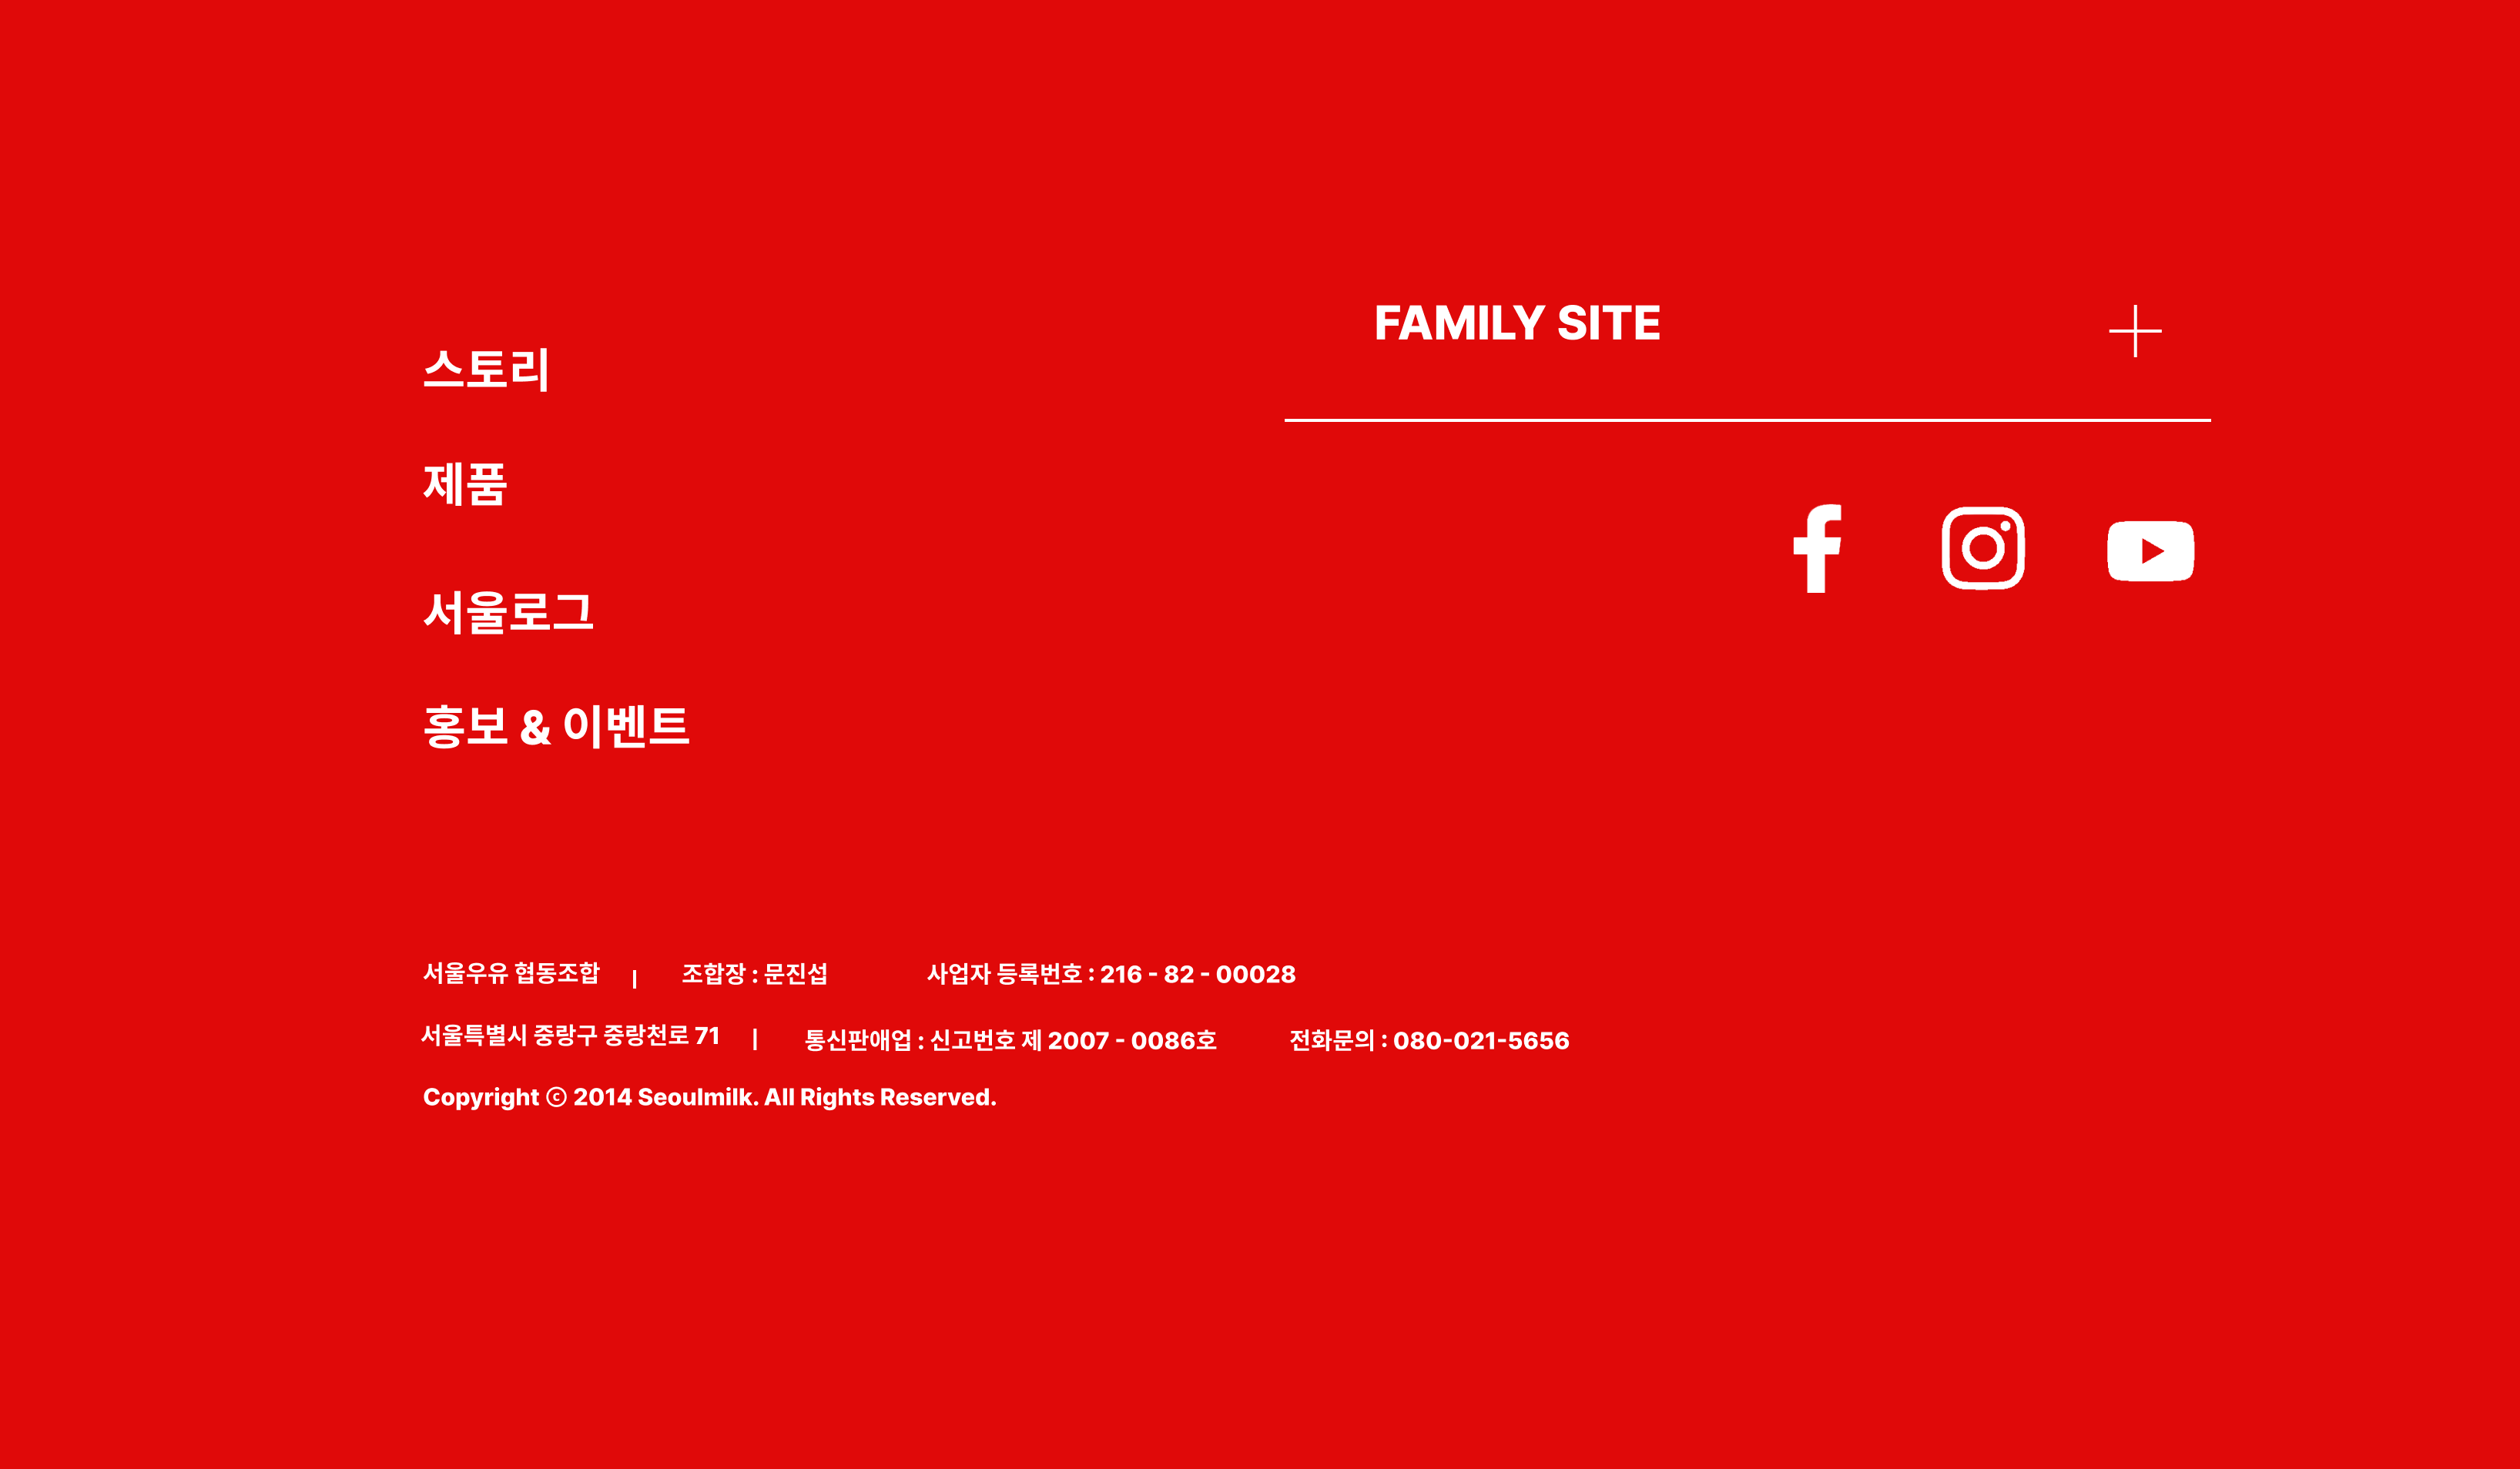 FAMILY SITE
스토리
제품
서울로그
홍보 & 이벤트
서울우유 협동조합 | 조합장 : 문진섭 사업자 등록번호 : 216 - 82 - 00028
서울특별시 중랑구 중랑천로 71 | 통신판애업 : 신고번호 제 2007 - 0086호 전화문의 : 080-021-5656
Copyright ⓒ 2014 Seoulmilk. All Rights Reserved.